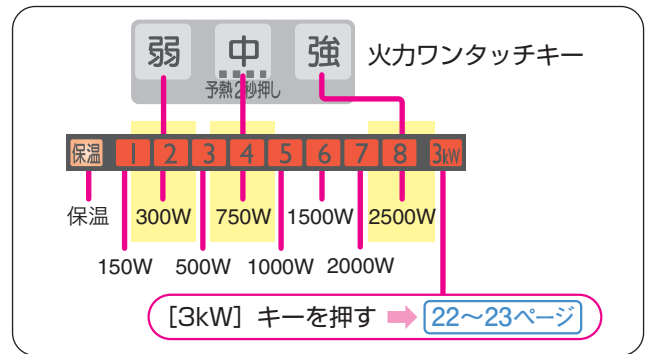 弱 中 強 火力ワンタッチキー
予熱2秒押し
保温 1 2 3 4 5 6 7 8 3kW
保温 300W 750W 1500W 2500W
150W 500W 1000W 2000W
[3kW] キーを押す ➡ 22〜23ページ